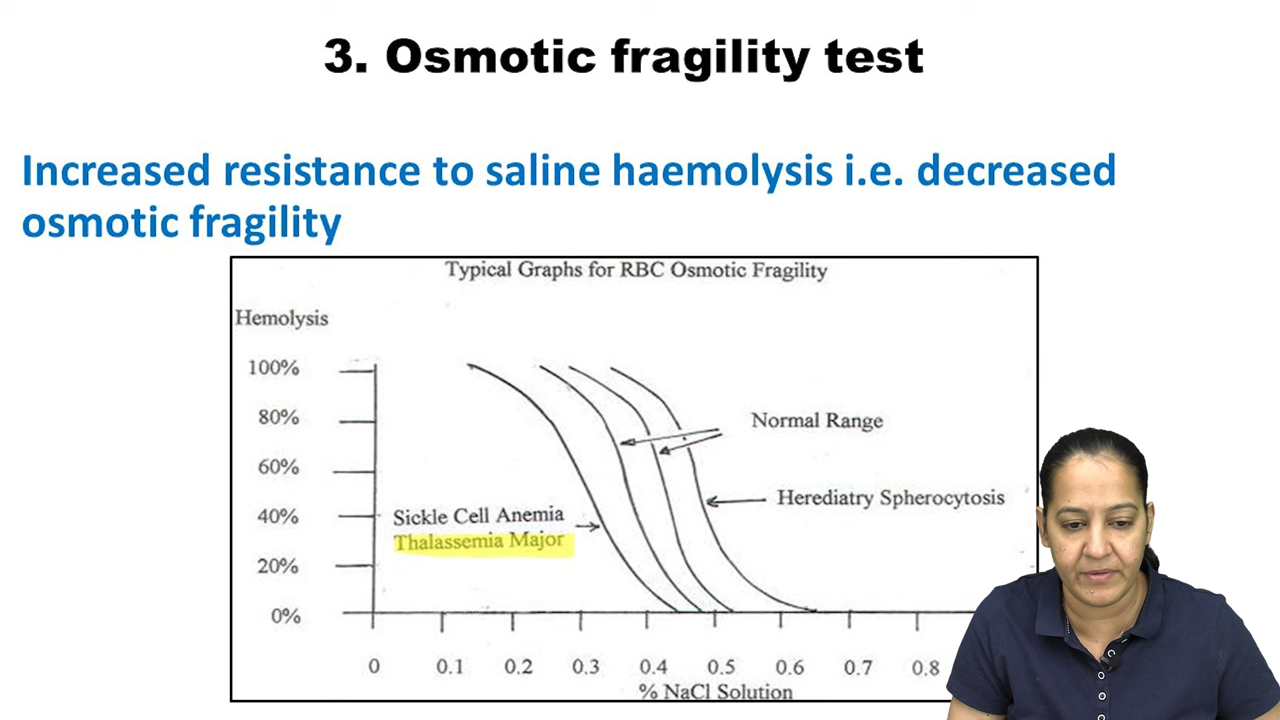 3. Osmotic fragility test
Increased resistance to saline haemolysis i.e. decreased
osmotic fragility
Typical Graphs for RBC Osmotic Fragility
Hemolysis
100%
80%
Normal Range
60%
Herediatry Spherocytosis
40%
Sickle Cell Anemia
Thalassemia Major
20%
0%
0 0.1 0.2 0.3 0.4 0.5 0.6 0.7 0.8
% NaCl Solution